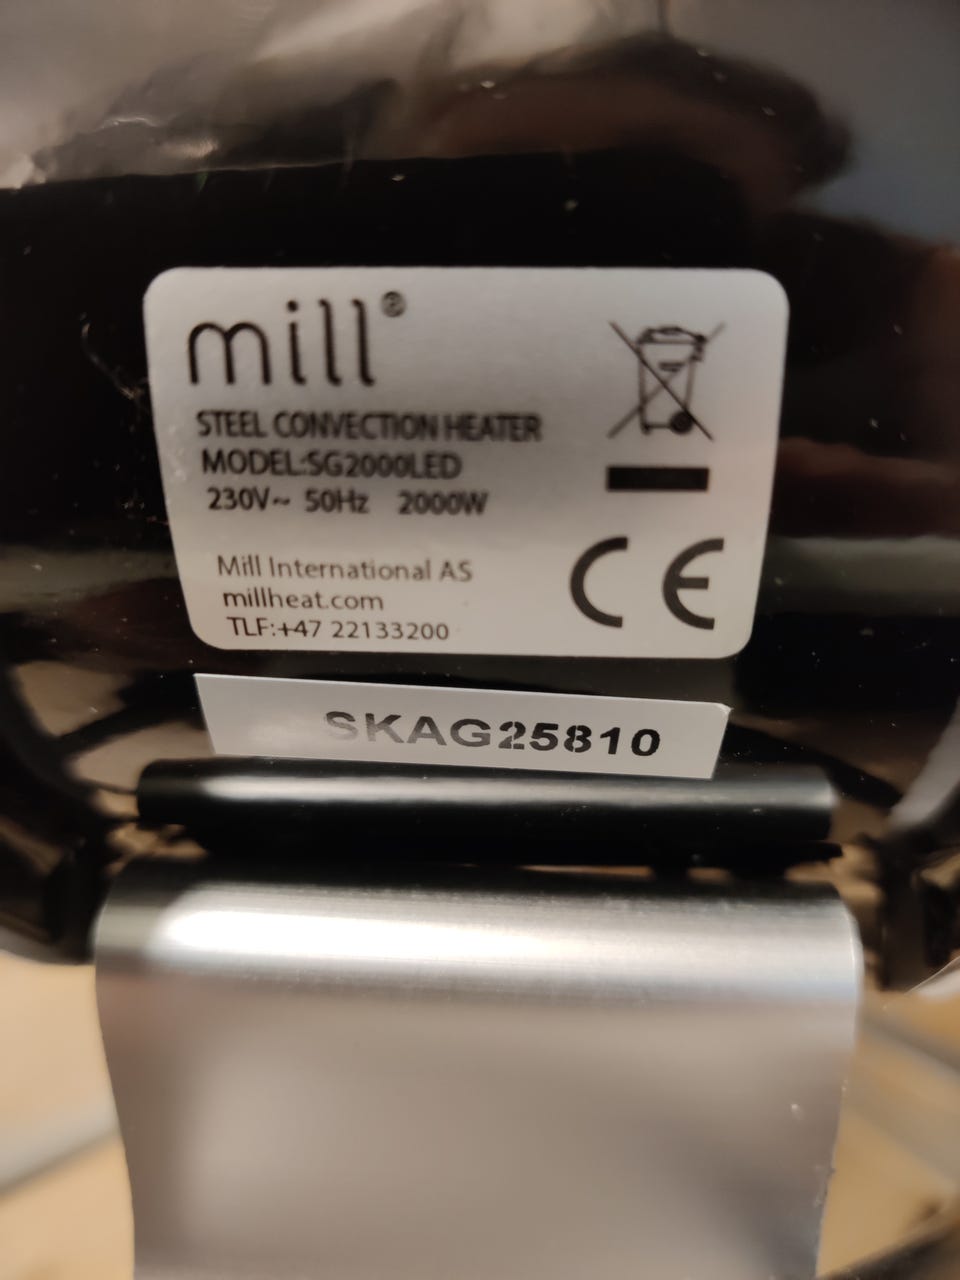 mill®
STEEL CONVECTION HEATER
MODEL:SG2000LED
230V~ 50Hz 2000W
Mill International AS
millheat.com
TLF:+47 22133200
CE
SKAG25810